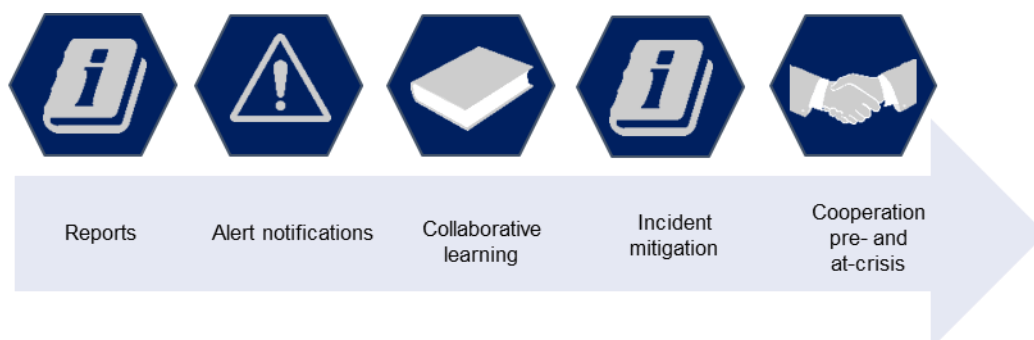 Reports
Alert notifications
Collaborative
learning
Incident
mitigation
Cooperation
pre- and
at-crisis